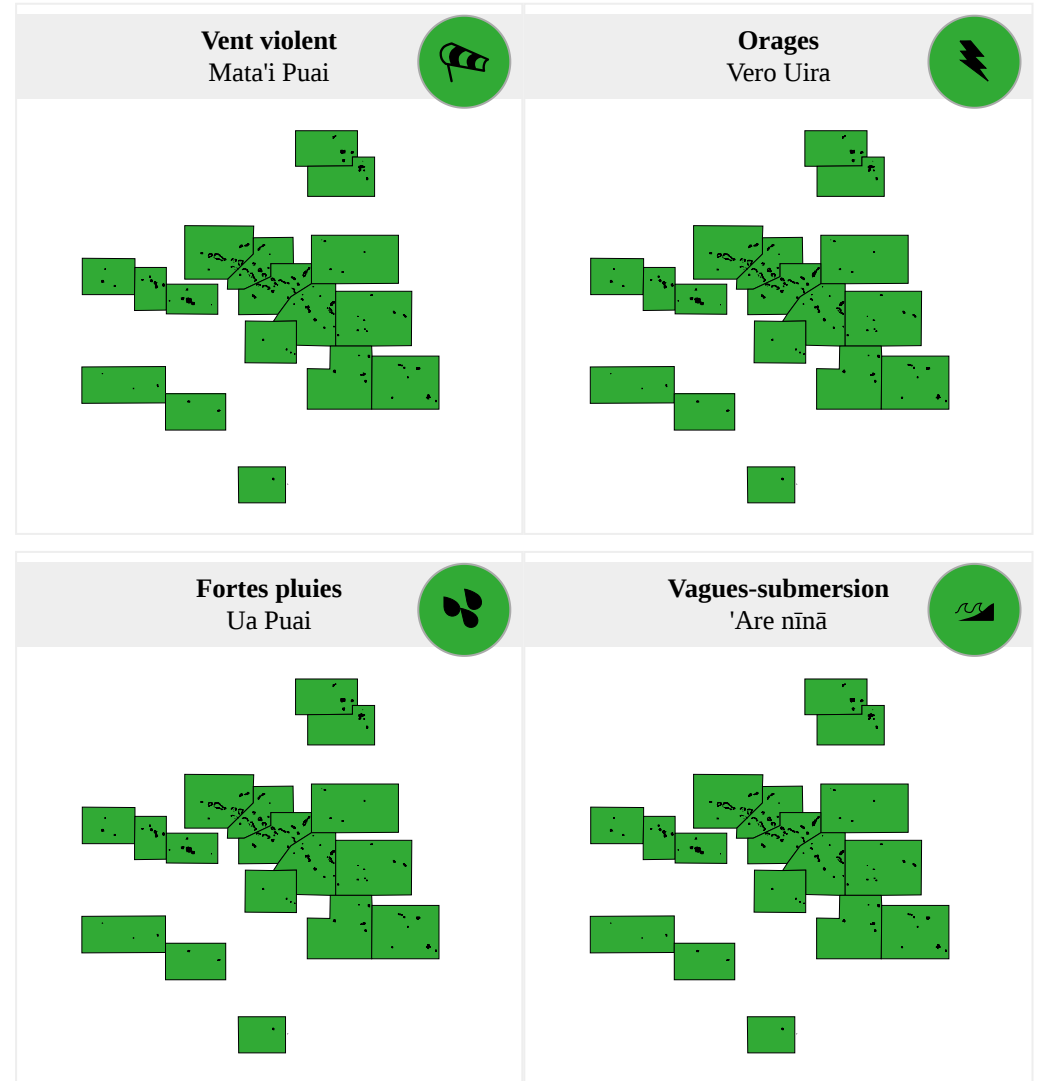 Vent violent
Mata'i Puai
Orages
Vero Uira
Fortes pluies
Ua Puai
Vagues-submersion
'Are nīnā